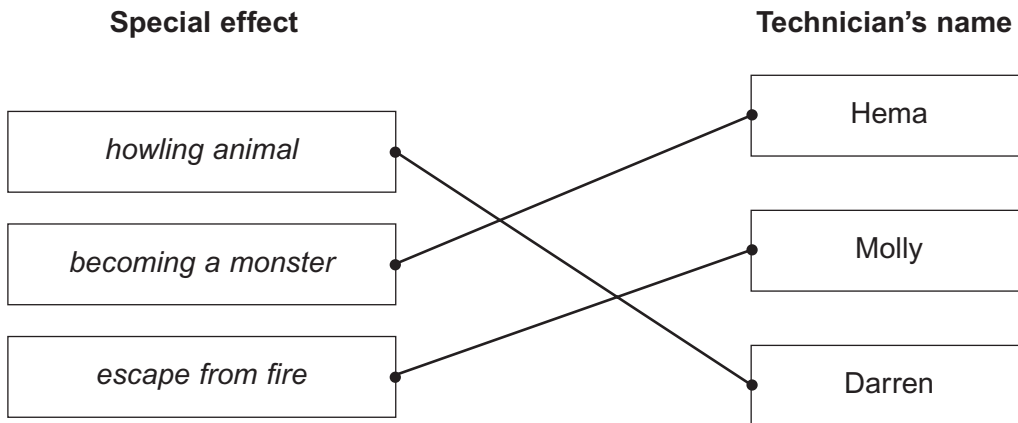 Special effect
Technician’s name
howling animal
becoming a monster
escape from fire
Hema
Molly
Darren